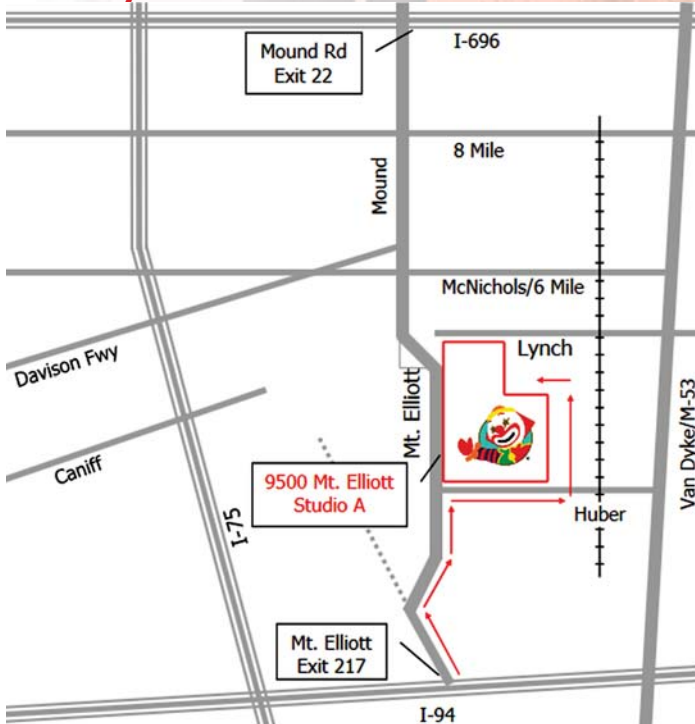 Mound Rd
Exit 22
I-696
8 Mile
Mound
McNichols/6 Mile
Davison Fwy
Lynch
Mt. Elliott
Van Dyke/M-53
Caniff
9500 Mt. Elliott
Studio A
I-75
Huber
Mt. Elliott
Exit 217
I-94